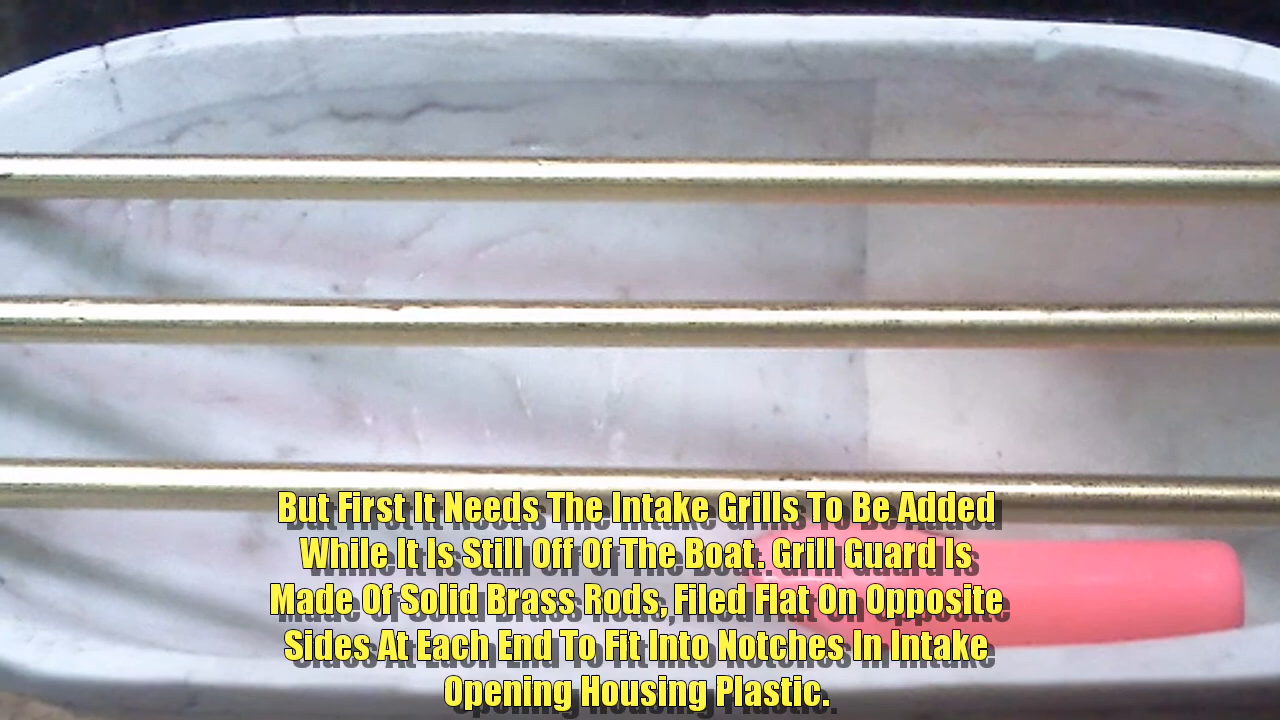 But First It Needs The Intake Grills To Be Added
While It Is Still Off Of The Boat. Grill Guard Is
Made Of Solid Brass Rods, Filed Flat On Opposite
Sides At Each End To Fit Into Notches In Intake
Opening Housing Plastic.